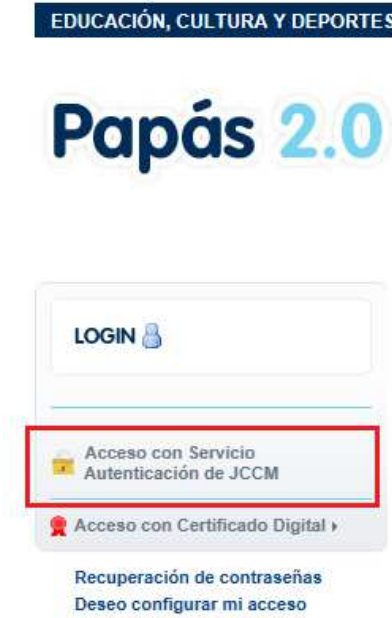 EDUCACIÓN, CULTURA Y DEPORTES
Papás 2.0
LOGIN
Acceso con Servicio
Autenticación de JCCM
Acceso con Certificado Digital
Recuperación de contraseñas
Deseo configurar mi acceso